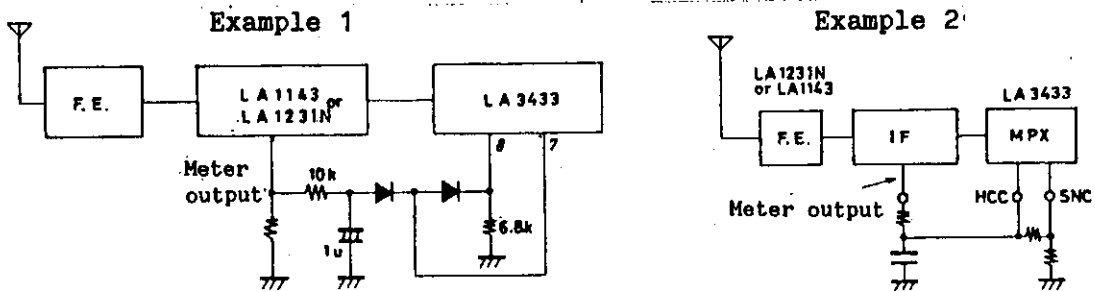 Example 1
F.E.
LA1143
or
LA1231N
LA3433
8
7
Meter
output
10k
1u
6.8k
Example 2
LA1231N
or LA1143
LA3433
F.E.
IF
MPX
Meter output
HCC
SNC